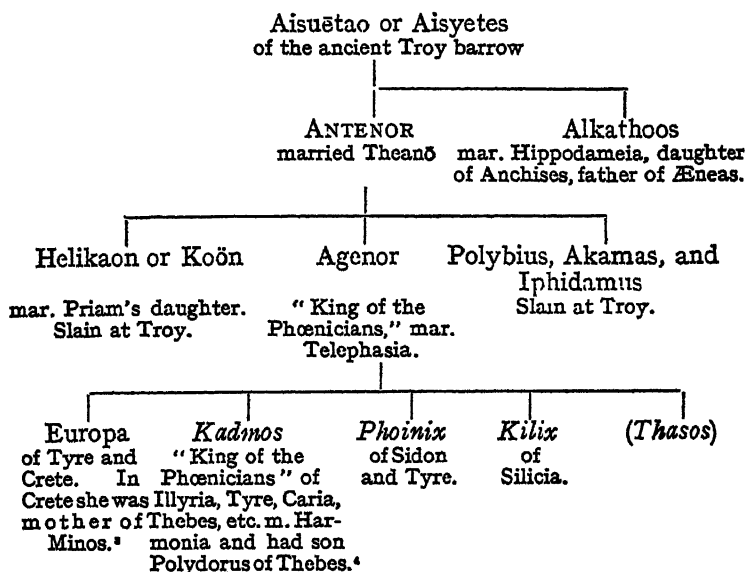 Aisuētao or Aisyetes
of the ancient Troy barrow
ANTENOR
married Theanō
Alkathoos
mar. Hippodameia, daughter
of Anchises, father of Æneas.
Helikaon or Koön
mar. Priam's daughter.
Slain at Troy.
Agenor
"King of the
Phœnicians," mar.
Telephasia.
Polybius, Akamas, and
Iphidamus
Slain at Troy.
Europa
of Tyre and
Crete. In
Crete she was
mother of
Minos.³
Kadmos
"King of the
Phœnicians" of
Illyria, Tyre, Caria,
Thebes, etc. m. Har-
monia and had son
Polydorus of Thebes.⁴
Phoinix
of Sidon
and Tyre.
Kilix
of
Silicia.
(Thasos)